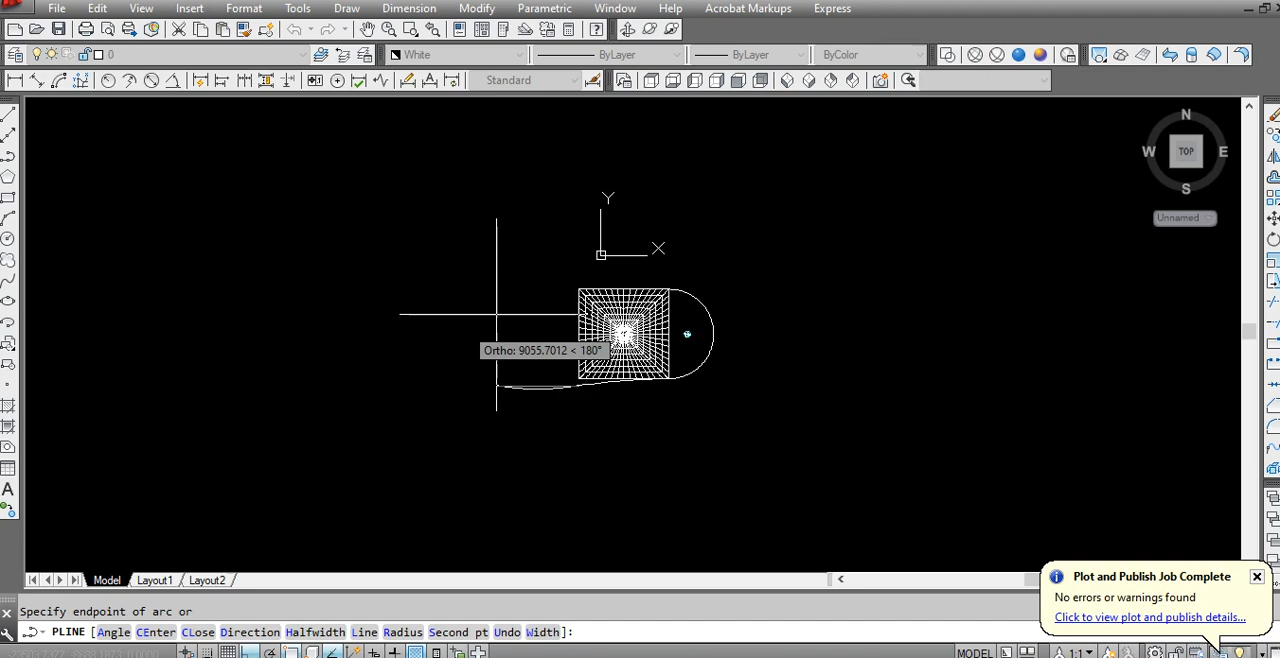 File Edit View Insert Format Tools Draw Dimension Modify Parametric Window Help Acrobat Markups Express
0 White ByLayer ByLayer ByColor
Standard
N
W TOP E
S
Unnamed
Y
X
Ortho: 9055.7012 < 180°
Model Layout1 Layout2
Plot and Publish Job Complete
No errors or warnings found
Click to view plot and publish details...
Specify endpoint of arc or
PLINE [Angle CEnter CLose Direction Halfwidth Line Radius Second pt Undo Width]:
MODEL 1:1